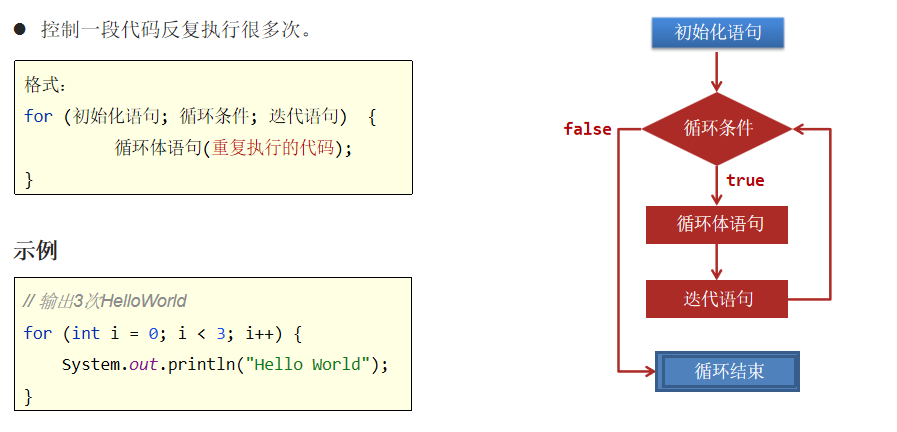 ● 控制一段代码反复执行很多次。
格式:
for (初始化语句; 循环条件; 迭代语句) {
循环体语句(重复执行的代码);
}
示例
// 输出3次HelloWorld
for (int i = 0; i < 3; i++) {
System.out.println("Hello World");
}
初始化语句
循环条件
false
true
循环体语句
迭代语句
循环结束